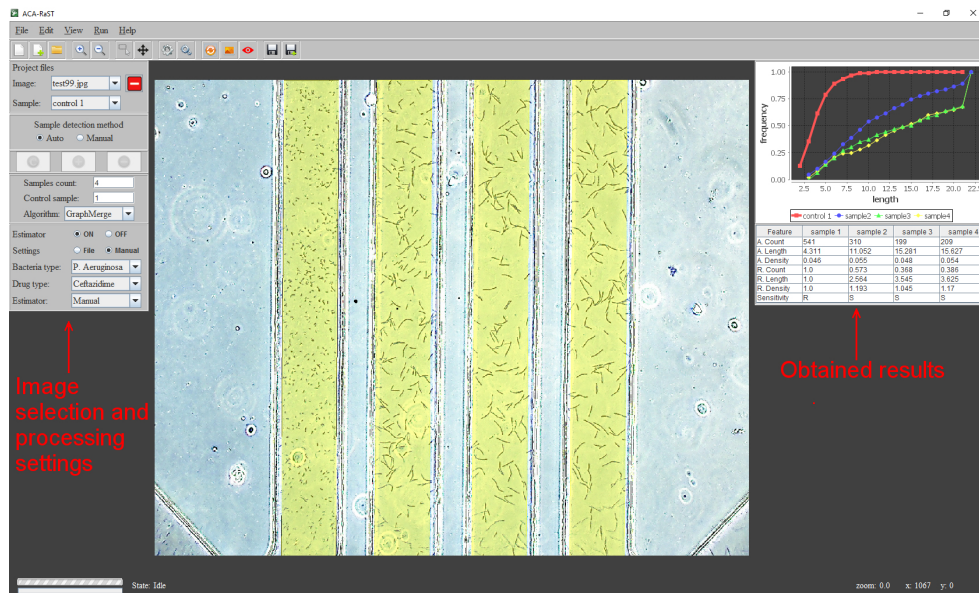 ACA-RaST
File Edit View Run Help
Project files
Image: test99.jpg
Sample: control 1
Sample detection method
Auto Manual
Samples count: 4
Control sample: 1
Algorithm: GraphMerge
Estimator ON OFF
Settings File Manual
Bacteria type: P. Aeruginosa
Drug type: Ceftazidime
Estimator: Manual
Image
selection and
processing
settings
1.00
0.75
0.50
0.25
0.00
frequency
2.5 5.0 7.5 10.0 12.5 15.0 17.5 20.0 22.5
length
control 1 sample2 sample3 sample4
Feature sample 1 sample 2 sample 3 sample 4
A. Count 541 310 199 209
A. Length 4.311 11.052 15.281 15.627
A. Density 0.046 0.055 0.048 0.054
R. Count 1.0 0.573 0.368 0.386
R. Length 1.0 2.564 3.545 3.625
R. Density 1.0 1.193 1.045 1.17
Sensitivity R S S S
Obtained results
State: Idle
zoom: 0.0 x: 1067 y: 0